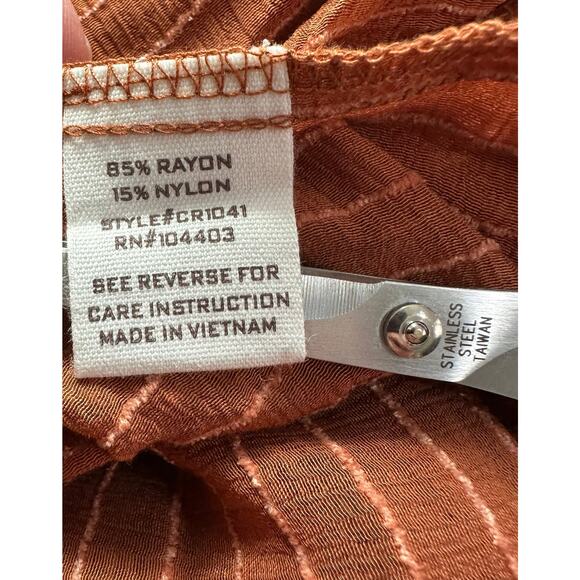 85% RAYON
15% NYLON
STYLE#CR1041
RN#104403
SEE REVERSE FOR
CARE INSTRUCTION
MADE IN VIETNAM
STAINLESS
STEEL
TAIWAN